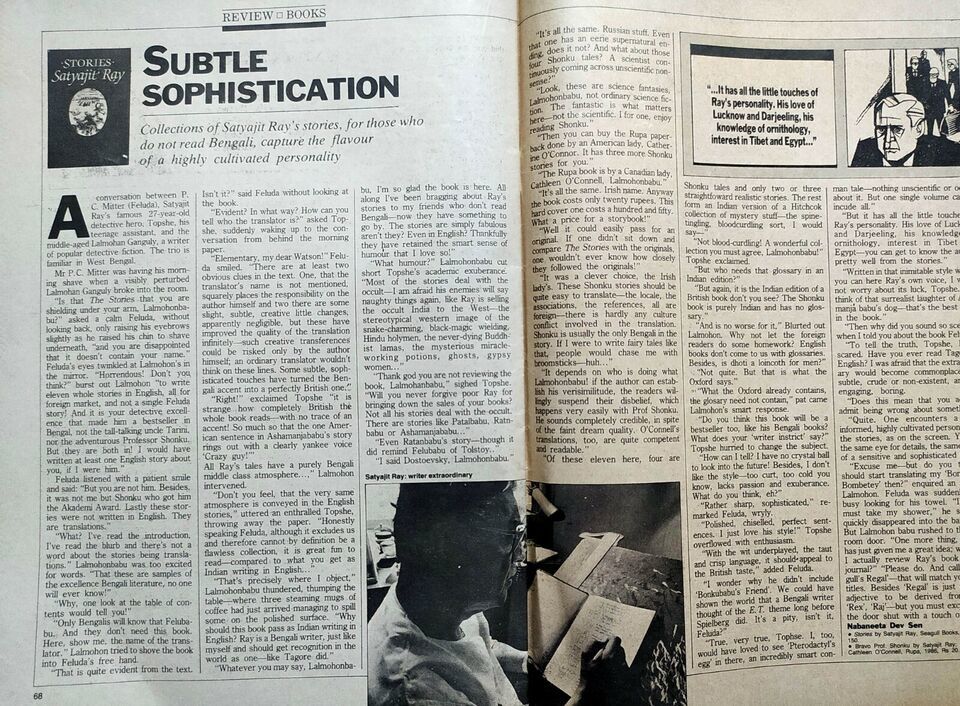 REVIEW □ BOOKS
·STORIES·
Satyajit Ray
SUBTLE
SOPHISTICATION
Collections of Satyajit Ray's stories, for those who
do not read Bengali, capture the flavour
of a highly cultivated personality
A conversation between P.
C. Mitter (Feluda), Satyajit
Ray's famous 27-year-old
detective hero, Topshe, his
teenage assistant, and the
middle-aged Lalmohan Ganguly, a writer
of popular detective fiction. The trio is
familiar in West Bengal.
Mr P.C. Mitter was having his morn-
ing shave when a visibly perturbed
Lalmohan Ganguly broke into the room.
"Is that The Stories that you are
shielding under your arm, Lalmohan-
babu?" asked a calm Feluda, without
looking back, only raising his eyebrows
slightly as he raised his chin to shave
underneath, "and you are disappointed
that it doesn't contain your name."
Feluda's eyes twinkled at Lalmohan's in
the mirror. "Horrendous! Don't you
think?" burst out Lalmohan "to write
eleven whole stories in English, all for
foreign market, and not a single Feluda
story! And it is your detective excell-
ence that made him a bestseller in
Bengal, not the tall-talking uncle Tarini,
nor the adventurous Professor Shonku.
But they are both in! I would have
written at least one English story about
you, if I were him."
Feluda listened with a patient smile
and said: "But you are not him. Besides,
it was not me but Shonku who got him
the Akademi Award. Lastly these stor-
ies were not written in English. They
are translations."
"What? I've read the introduction,
I've read the blurb and there's not a
word about the stories being transla-
tions." Lalmohanbabu was too excited
for words. "That these are samples of
the excellence Bengali literature, no one
will ever know!"
"Why, one look at the table of con-
tents would tell you!"
"Only Bengalis will know that Feluba-
bu. And they don't need this book.
Here, show me, the name of the trans-
lator." Lalmohan tried to shove the book
into Feluda's free hand.
"That is quite evident from the text.
Isn't it?" said Feluda without looking at
the book.
"Evident? In what way? How can you
tell who the translator is?" asked Top-
she, suddenly waking up to the con-
versation from behind the morning
paper.
"Elementary, my dear Watson!" Felu-
da smiled. "There are at least two
obvious clues in the text. One, that the
translator's name is not mentioned,
squarely places the responsibility on the
author himself and two there are some
slight, subtle, creative little changes,
apparently negligible, but these have
improved the quality of the translation
infinitely—such creative transferences
could be risked only by the author
himself; an ordinary translator wouldn't
think on these lines. Some subtle, soph-
isticated touches have turned the Ben-
gali accent into a perfectly British one."
"Right!" exclaimed Topshe "it is
strange how completely British the
whole book reads—with no trace of an
accent! So much so that the one Amer-
ican sentence in Ashamanjababu's story
rings out with a clearly yankee voice
'Crazy guy!'"
All Ray's tales have a purely Bengali
middle class atmosphere...," Lalmohon
intervened.
"Don't you feel, that the very same
atmosphere is conveyed in the English
stories," uttered an enthralled Topshe,
throwing away the paper. "Honestly
speaking Feluda, although it excludes us
and therefore cannot by definition be a
flawless collection, it is great fun to
read—compared to what you get as
Indian writing in English..."
"That's precisely where I object,"
Lalmohanbabu thundered, thumping the
table—where three steaming mugs of
coffee had just arrived managing to spill
some on the polished surface. "Why
should this book pass as Indian writing in
English? Ray is a Bengali writer, just like
myself and should get recognition in the
world as one—like Tagore did."
"Whatever you may say, Lalmohanba-
bu, I'm so glad the book is here. All
along I've been bragging about Ray's
stories to my friends who don't read
Bengali—now they have something to
go by. The stories are simply fabulous
aren't they? Even in English? Thinkfully
they have retained the smart sense of
humour that I love so!"
"What humour?" Lalmohanbabu cut
short Topshe's academic exuberance.
"Most of the stories deal with the
occult—I am afraid his enemies will say
naughty things again, like Ray is selling
the occult India to the West—the
stereotyped western image of the
snake-charming, black-magic wielding,
Hindu holymen, the never-dying Buddh-
ist lamas, the mysterious miracle-
working potions, ghosts, gypsy
women...
"Thank god you are not reviewing the
book, Lalmohanbabu," sighed Topshe.
"Will you never forgive poor Ray for
bringing down the sales of your books?
Not all his stories deal with the occult.
There are stories like Patalbabu, Ratn-
babu or Ashamanjababu..."
"Even Ratanbabu's story—though it
did remind Felubabu of Tolstoy..
"I said Dostoevsky, Lalmohonbabu."
Satyajit Ray: writer extraordinary
68
"It's all the same. Russian stuff. Even
that one has an eerie supernatural en-
ding, does it not? And what about those
four Shonku tales? A scientist con-
tinuously coming across unscientific non-
sense?"
"Look, these are science fantasies,
Lalmohonbabu, not ordinary science fic-
tion. The fantastic is what matters
here—not the scientific. I for one, enjoy
reading Shonku."
"Then you can buy the Rupa paper-
back done by an American lady, Cather-
ine O'Connel. It has three more Shonku
stories for you."
"The Rupa book is by a Canadian lady,
Cathleen O'Connell, Lalmohonbabu."
"It's all the same. Irish name. Anyway
the book costs only twenty rupees. This
hard cover one costs a hundred and fifty.
What a price for a storybook!"
"Well it could easily pass for an
original. If one didn't sit down and
compare The Stories with the originals,
one wouldn't ever know how closely
they followed the originals!"
"It was a clever choice, the Irish
lady's. These Shonku stories should be
quite easy to translate—the locale, the
associations, the references, all are
foreign—there is hardly any culture
conflict involved in the translation.
Shonku is usually the only Bengali in the
story. If I were to write fairy tales like
that, people would chase me with
broomsticks—huh..."
"It depends on who is doing what
Lalmohonbabu! if the author can estab-
lish his verisimilitude, the readers wil-
lingly suspend their disbelief, which
happens very easily with Prof Shonku.
He sounds completely credible, in spite
of the faint dream quality. O'Connell's
translations, too, are quite competent
and readable."
"Of these eleven here, four are
"...It has all the little touches of
Ray's personality. His love of
Lucknow and Darjeeling, his
knowledge of ornithology,
interest in Tibet and Egypt..."
Shonku tales and only two or three
straightforward realistic stories. The rest
form an Indian version of a Hitchcok
collection of mystery stuff—the spine-
tingling, bloodcurdling sort, I would
say—"
"Not blood-curdling! A wonderful col-
lection you must agree, Lalmohonbabu!"
Topshe exclaimed.
"But who needs that glossary in an
Indian edition?"
"But again, it is the Indian edition of a
British book don't you see? The Shonku
book is purely Indian and has no glos-
sary."
"And is no worse for it," Blurted out
Lalmohon. Why not let the foreign
readers do some homework? English
books don't come to us with glossaries.
Besides, is dhoti a loincoth for men?"
"Not quite. But that is what the
Oxford says."
"What the Oxford already contains,
the glossary need not contain," pat came
Lalmohon's smart response.
"Do you think this book will be a
bestseller too, like his Bengali books?
What does your 'writer instrict' say?"
Topshe hurried to change the subject.
"How can I tell? I have no crystal ball
to look into the future! Besides, I don't
like the style—too curt, too cold you
know, lacks passion and exuberance.
What do you think, eh?"
"Rather sharp, sophisticated," re-
marked Feluda, wryly.
"Polished, chiselled, perfect sent-
ences. I just love his style!" Topshe
overflowed with enthusiasm.
"With the wit underplayed, the taut
and crisp language, it should appeal to
the British taste," added Feluda.
"I wonder why he didn't include
'Bonkubabu's Friend'. We could have
shown the world that a Bengali writer
thought of the E.T. theme long before
Spielberg did. It's a pity, isn't it,
Feluda?"
"True, very true, Tophse. I, too,
would have loved to see 'Pterodactyl's
egg' in there, an incredibly smart con-
man tale—nothing unscientific or
about it. But one single volume can
incude all."
"But it has all the little touches
Ray's personality. His love of Luck
and Darjeeling, his knowledge
ornithology, interest in Tibet
Egypt—you can get to know the au
pretty well from the stories."
"Written in that inimitable style w
you can hear Ray's own voice, I w
not worry about its luck, Topshe
think of that surrealist laughter of A
manja babu's dog—that's the best
in the book."
"Then why did you sound so sc
when I told you about the book Fel
"To tell the truth, Topshe, I
scared. Have you ever read Tag
English? I was afraid that the extra
ary would become commonplac
subtle, crude or non-existent, an
engaging, boring.
"Does this mean that you a
admit being wrong about somet
"Quite. One encounters a
informed, highly cultivated person
the stories, as on the screen. Y
the same eye for details, the same
of a sensitive and sophisticated
"Excuse me—but do you t
should start translating my 'Bom
Bombetey' then?" enquired an
Lalmohon. Feluda was sudden
busy looking for his towel. "I
must take my shower," he s
quickly disappeared into the ba
But Lalmohon babu rushed to th
room door. "One more thing,
has just given me a great idea; w
I actually review Ray's book
journal?" "Please do. And call
gull's Regal'—that will match yo
titles. Besides 'Regal' is just
adjective to be derived from
'Rex', 'Raj'—but you must exc
the door shut with a touch o
Nabaneeta Dev Sen
● Stories by Satyajit Ray, Seagull Books,
150.
● Bravo Prof. Shonku by Satyajit Ray;
Cathleen O'Connell, Rupa, 1986, Rs 20.